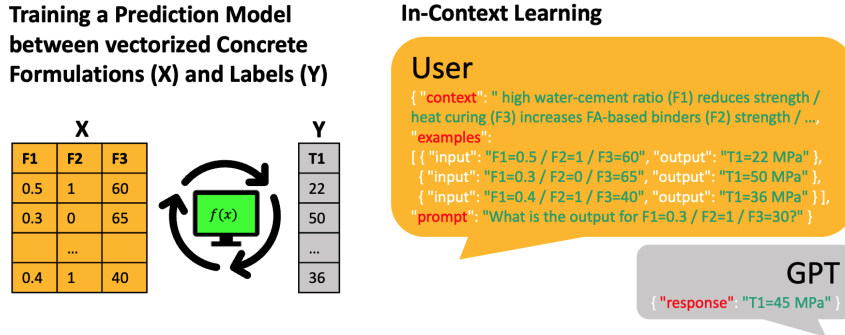 Training a Prediction Model
between vectorized Concrete
Formulations (X) and Labels (Y)
X
Y
F1 F2 F3
T1
0.5 1 60
22
0.3 0 65
50
...
...
0.4 1 40
36
f(x)
In-Context Learning
User
{ "context": " high water-cement ratio (F1) reduces strength /
heat curing (F3) increases FA-based binders (F2) strength / ...,
"examples":
[ { "input": "F1=0.5 / F2=1 / F3=60", "output": "T1=22 MPa" },
{ "input": "F1=0.3 / F2=0 / F3=65", "output": "T1=50 MPa" },
{ "input": "F1=0.4 / F2=1 / F3=40", "output": "T1=36 MPa" } ],
"prompt": "What is the output for F1=0.3 / F2=1 / F3=30?" }
GPT
{ "response": "T1=45 MPa" }